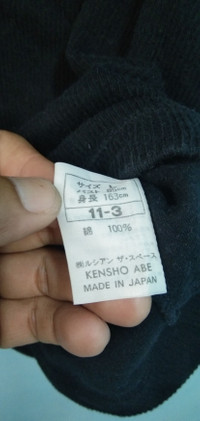 サイズ
身長 163cm
11-3
綿 100%
㈱ルシアン ザ・スペース
KENSHO ABE
MADE IN JAPAN